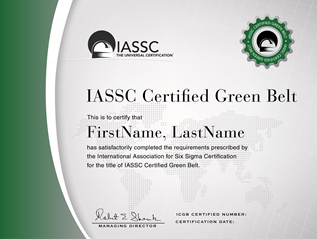 IASSC
THE UNIVERSAL CERTIFICATION
IASSC Certified Green Belt
This is to certify that
FirstName, LastName
has satisfactorily completed the requirements prescribed by
the International Association for Six Sigma Certification
for the title of IASSC Certified Green Belt.
MANAGING DIRECTOR
ICGB CERTIFIED NUMBER:
CERTIFICATION DATE: